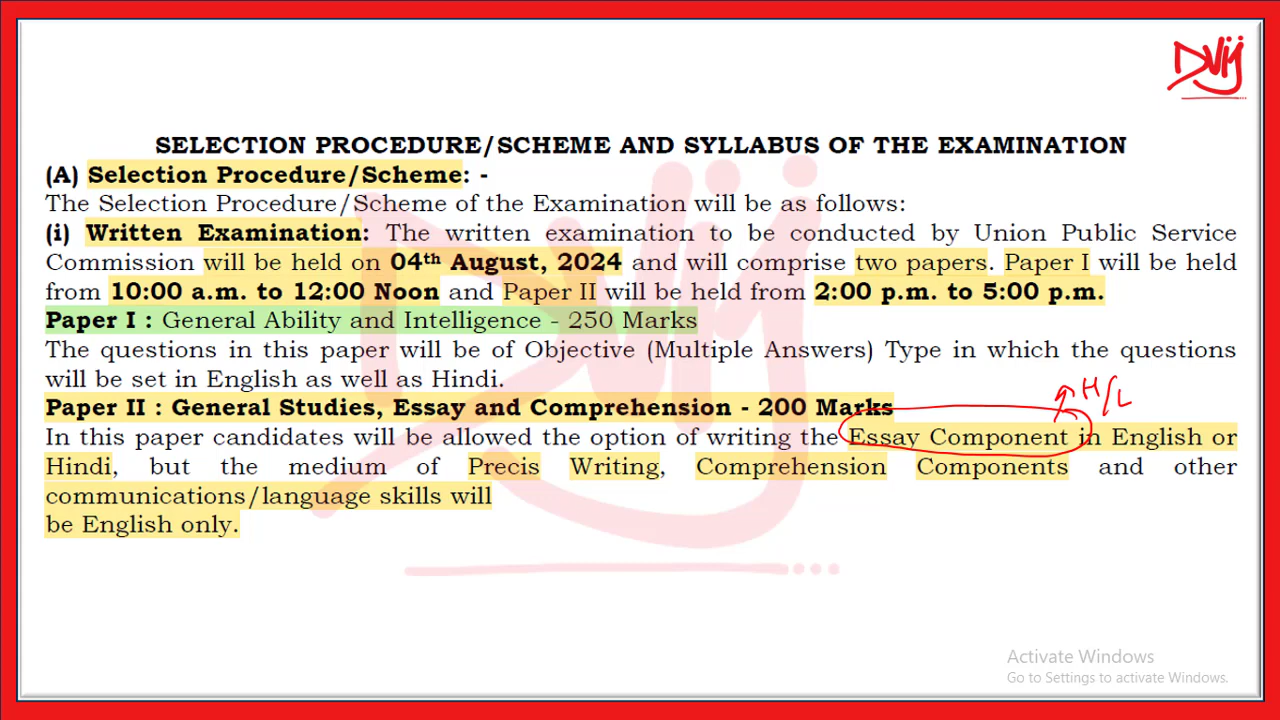 Dvij
SELECTION PROCEDURE/SCHEME AND SYLLABUS OF THE EXAMINATION
(A) Selection Procedure/Scheme: -
The Selection Procedure/Scheme of the Examination will be as follows:
(i) Written Examination: The written examination to be conducted by Union Public Service
Commission will be held on 04th August, 2024 and will comprise two papers. Paper I will be held
from 10:00 a.m. to 12:00 Noon and Paper II will be held from 2:00 p.m. to 5:00 p.m.
Paper I : General Ability and Intelligence - 250 Marks
The questions in this paper will be of Objective (Multiple Answers) Type in which the questions
will be set in English as well as Hindi.
H/L
Paper II : General Studies, Essay and Comprehension - 200 Marks
In this paper candidates will be allowed the option of writing the Essay Component in English or
Hindi, but the medium of Precis Writing, Comprehension Components and other
communications/language skills will
be English only.
Activate Windows
Go to Settings to activate Windows.